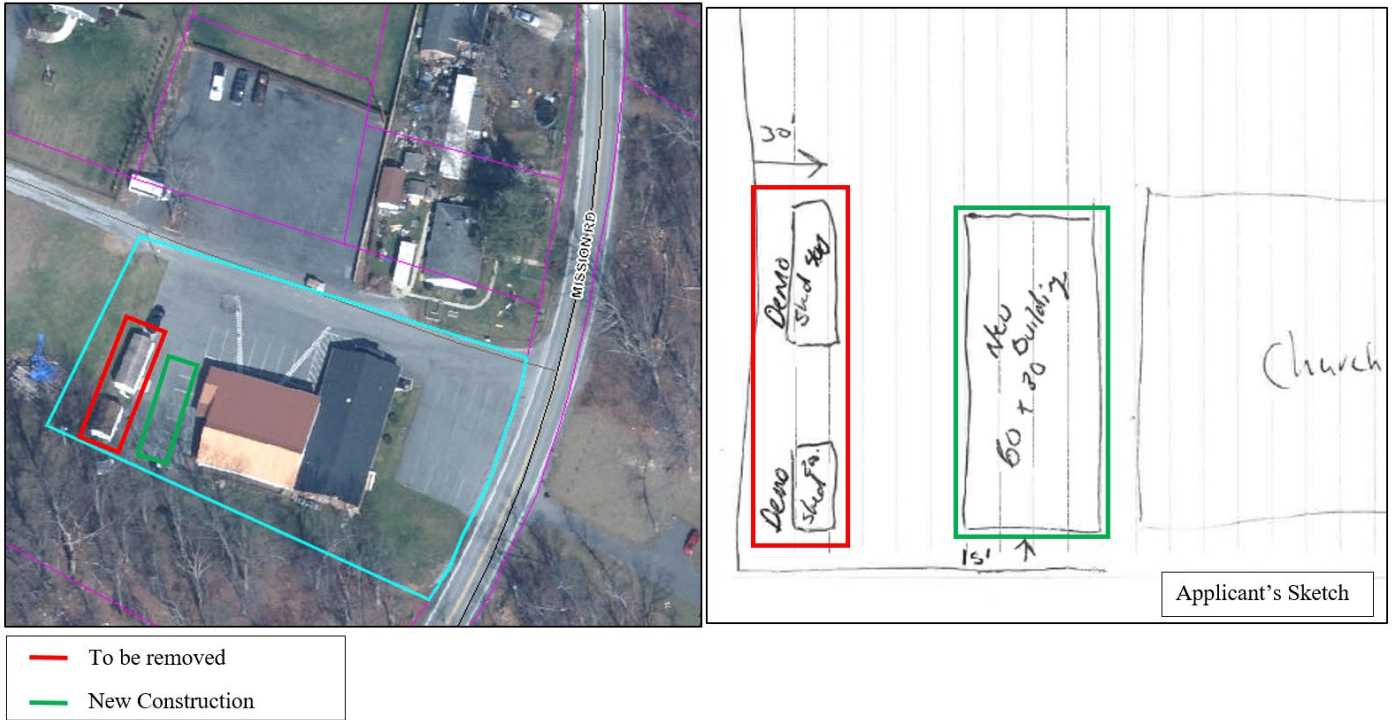 MISSION RD
Demo
Shed
Demo
Shed
New
Building
60 + 30
Church
15'
Applicant's Sketch
To be removed
New Construction